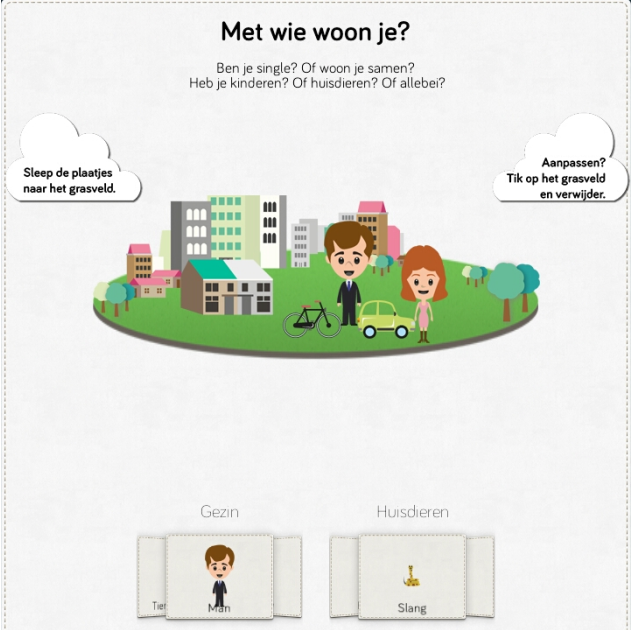 Met wie woon je?
Ben je single? Of woon je samen?
Heb je kinderen? Of huisdieren? Of allebei?
Sleep de plaatjes
naar het grasveld.
Aanpassen?
Tik op het grasveld
en verwijder.
Gezin
Huisdieren
Man
Slang